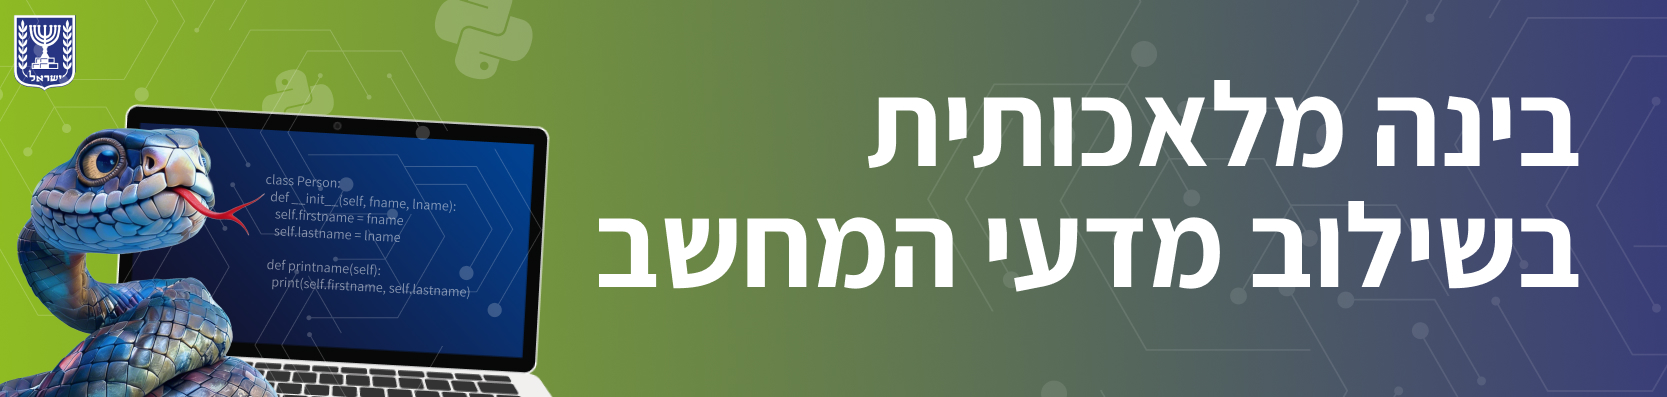 ישראל
בינה מלאכותית
בשילוב מדעי המחשב
class Person:
def __init__(self, fname, lname):
self.firstname = fname
self.lastname = lname
def printname(self):
print(self.firstname, self.lastname)